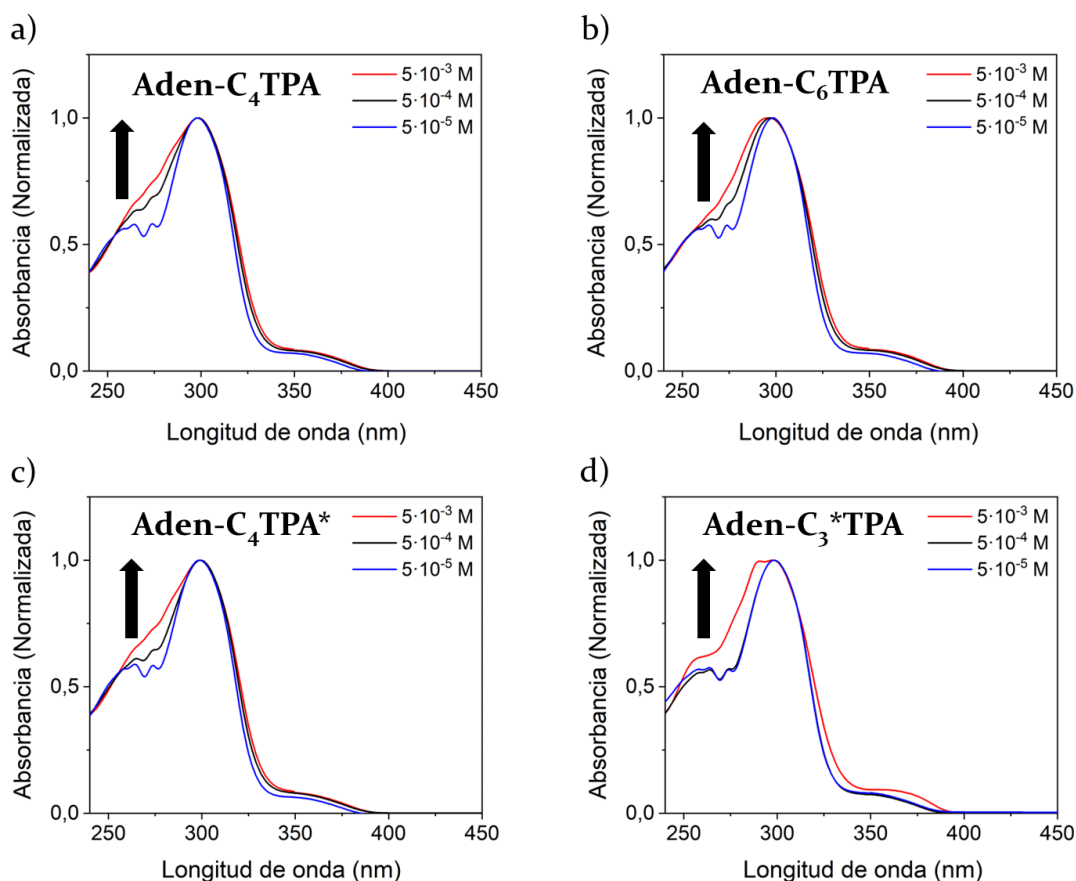 a)
Aden-C₄TPA
5·10⁻³ M
5·10⁻⁴ M
5·10⁻⁵ M
Absorbancia (Normalizada)
1,0
0,5
0,0
250 300 350 400 450
Longitud de onda (nm)
b)
Aden-C₆TPA
5·10⁻³ M
5·10⁻⁴ M
5·10⁻⁵ M
Absorbancia (Normalizada)
1,0
0,5
0,0
250 300 350 400 450
Longitud de onda (nm)
c)
Aden-C₄TPA*
5·10⁻³ M
5·10⁻⁴ M
5·10⁻⁵ M
Absorbancia (Normalizada)
1,0
0,5
0,0
250 300 350 400 450
Longitud de onda (nm)
d)
Aden-C₃*TPA
5·10⁻³ M
5·10⁻⁴ M
5·10⁻⁵ M
Absorbancia (Normalizada)
1,0
0,5
0,0
250 300 350 400 450
Longitud de onda (nm)